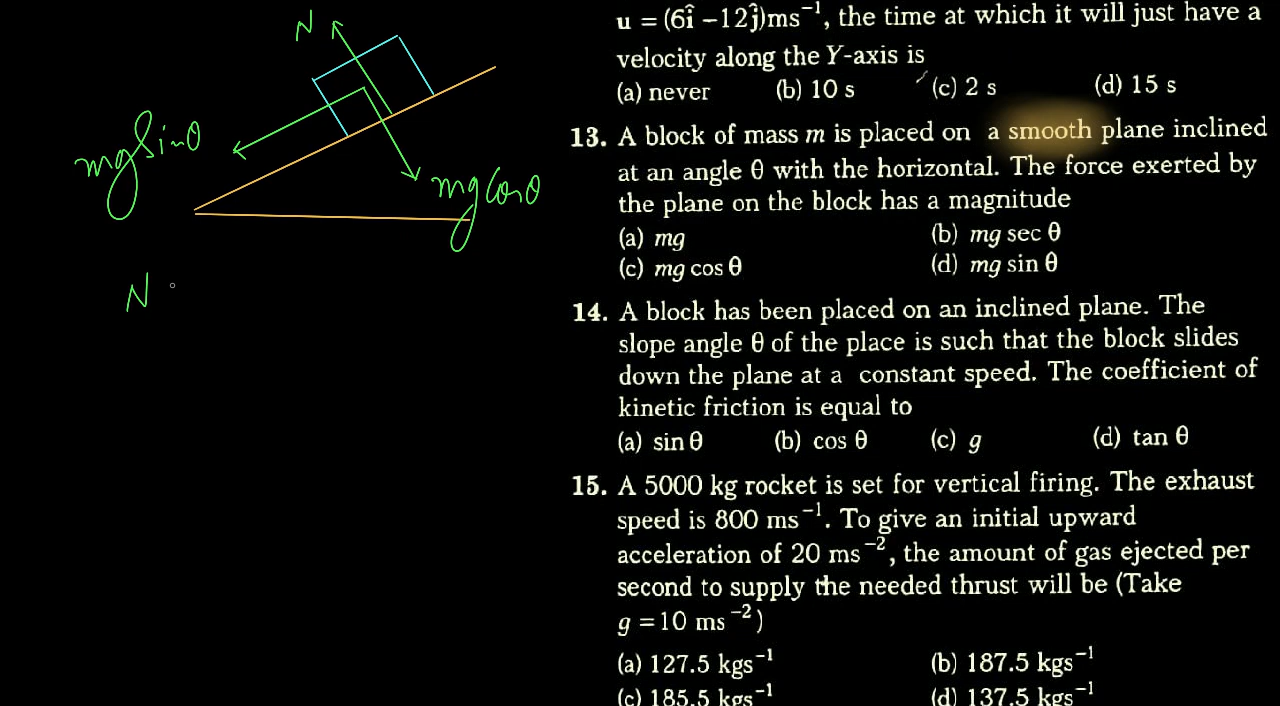 N
mg sinθ
mg cosθ
N
u = (6î −12ĵ)ms⁻¹, the time at which it will just have a
velocity along the Y-axis is
(a) never (b) 10 s (c) 2 s (d) 15 s
13. A block of mass m is placed on a smooth plane inclined
at an angle θ with the horizontal. The force exerted by
the plane on the block has a magnitude
(a) mg (b) mg sec θ
(c) mg cos θ (d) mg sin θ
14. A block has been placed on an inclined plane. The
slope angle θ of the place is such that the block slides
down the plane at a constant speed. The coefficient of
kinetic friction is equal to
(a) sin θ (b) cos θ (c) g (d) tan θ
15. A 5000 kg rocket is set for vertical firing. The exhaust
speed is 800 ms⁻¹. To give an initial upward
acceleration of 20 ms⁻², the amount of gas ejected per
second to supply the needed thrust will be (Take
g = 10 ms⁻²)
(a) 127.5 kgs⁻¹ (b) 187.5 kgs⁻¹
(c) 185.5 kgs⁻¹ (d) 137.5 kgs⁻¹